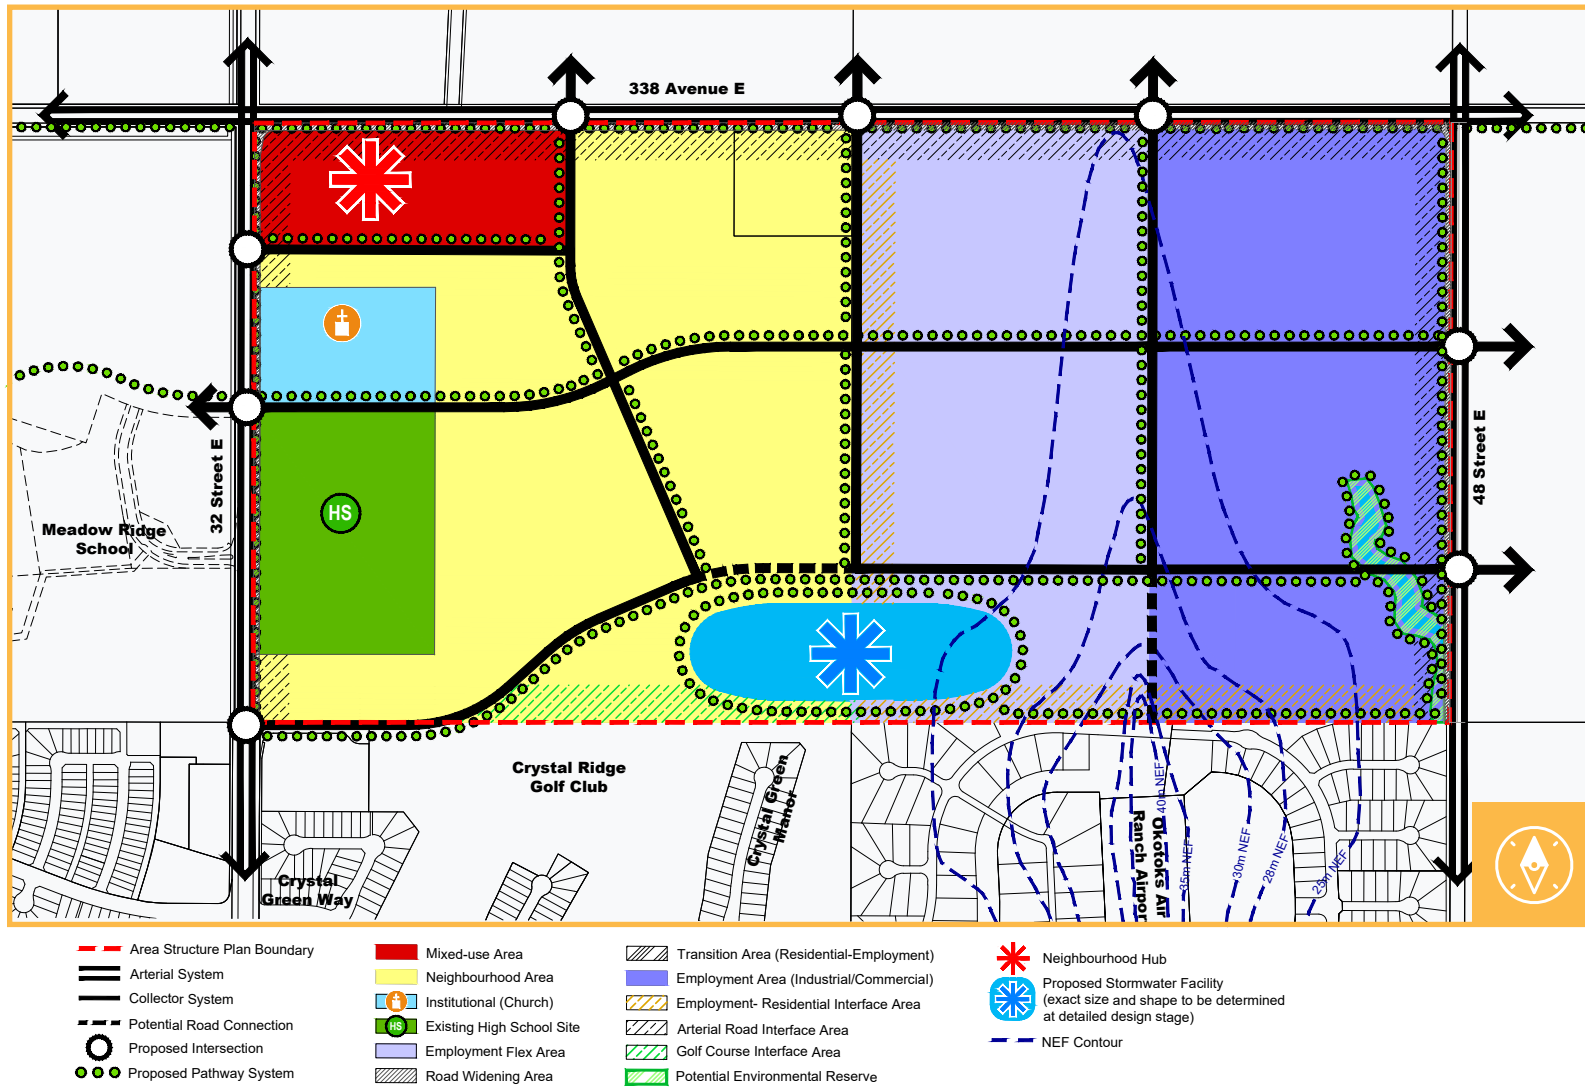 338 Avenue E
32 Street E
48 Street E
HS
Meadow Ridge
School
Crystal Ridge
Golf Club
Crystal Green
Manor
Crystal
Green Way
Okotoks Air
Ranch Airport
40m NEF
35m NEF
30m NEF
28m NEF
25m NEF
Area Structure Plan Boundary
Arterial System
Collector System
Potential Road Connection
Proposed Intersection
Proposed Pathway System
Mixed-use Area
Neighbourhood Area
Institutional (Church)
HS
Existing High School Site
Employment Flex Area
Road Widening Area
Transition Area (Residential-Employment)
Employment Area (Industrial/Commercial)
Employment- Residential Interface Area
Arterial Road Interface Area
Golf Course Interface Area
Potential Environmental Reserve
Neighbourhood Hub
Proposed Stormwater Facility
(exact size and shape to be determined
at detailed design stage)
NEF Contour